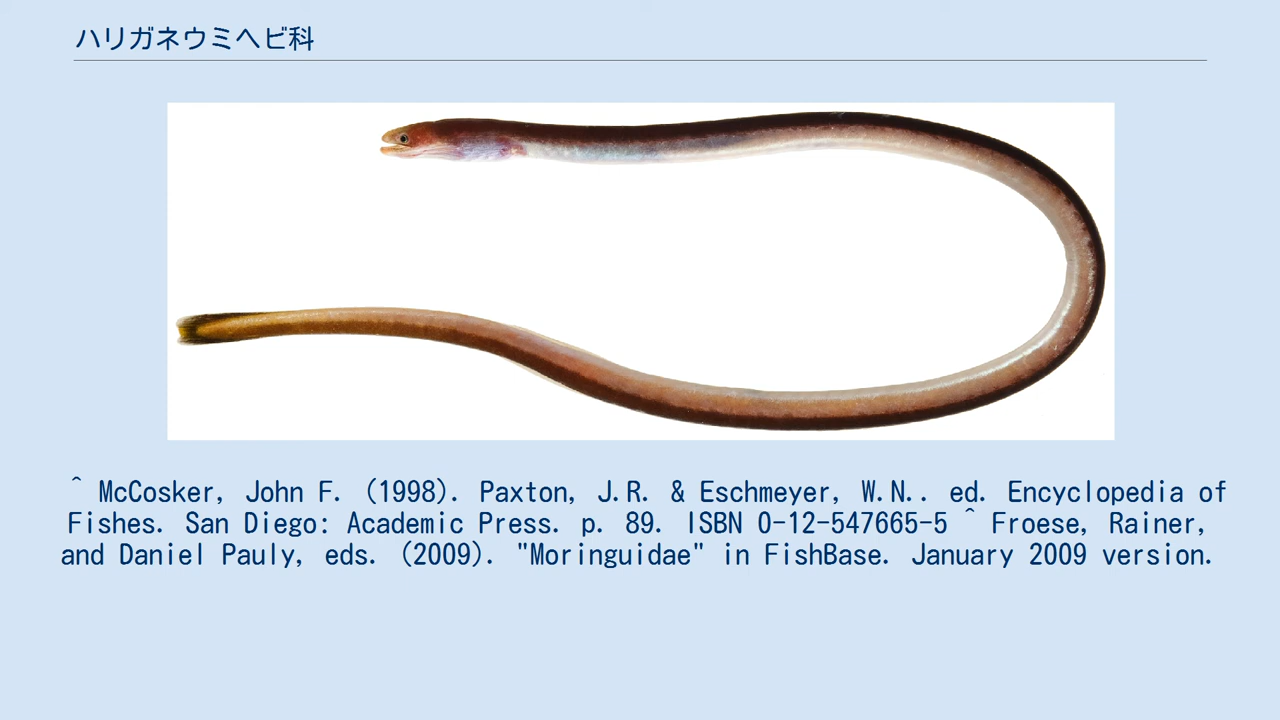 ハリガネウミヘビ科
^ McCosker, John F. (1998). Paxton, J.R. & Eschmeyer, W.N.. ed. Encyclopedia of
Fishes. San Diego: Academic Press. p. 89. ISBN 0-12-547665-5 ^ Froese, Rainer,
and Daniel Pauly, eds. (2009). "Moringuidae" in FishBase. January 2009 version.